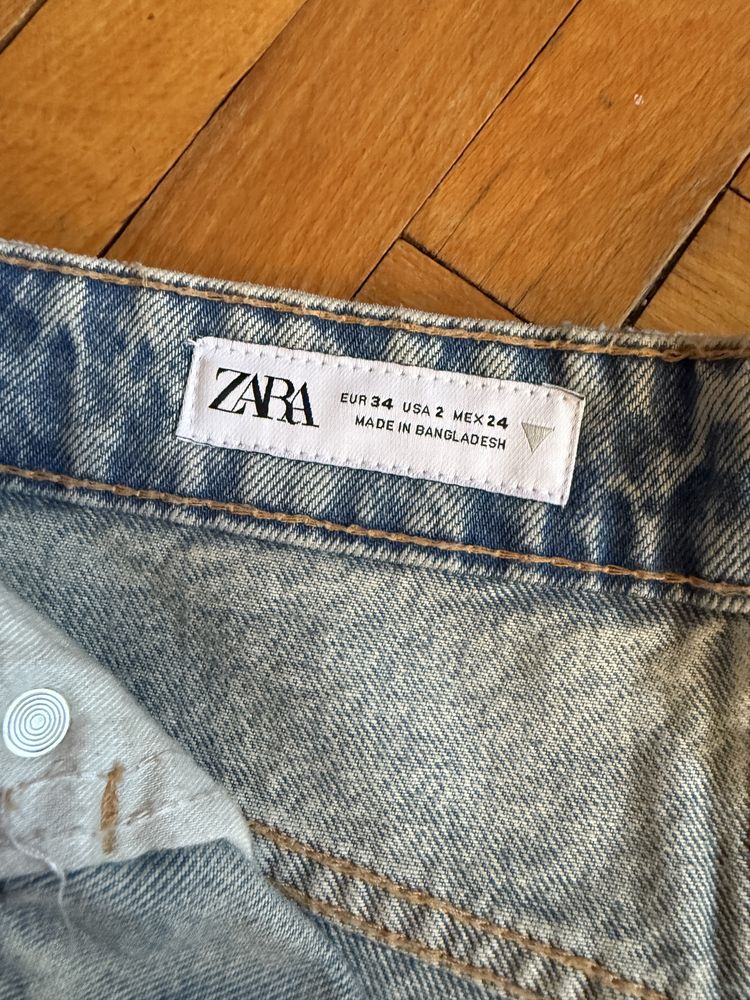 ZARA
EUR 34 USA 2 MEX 24
MADE IN BANGLADESH